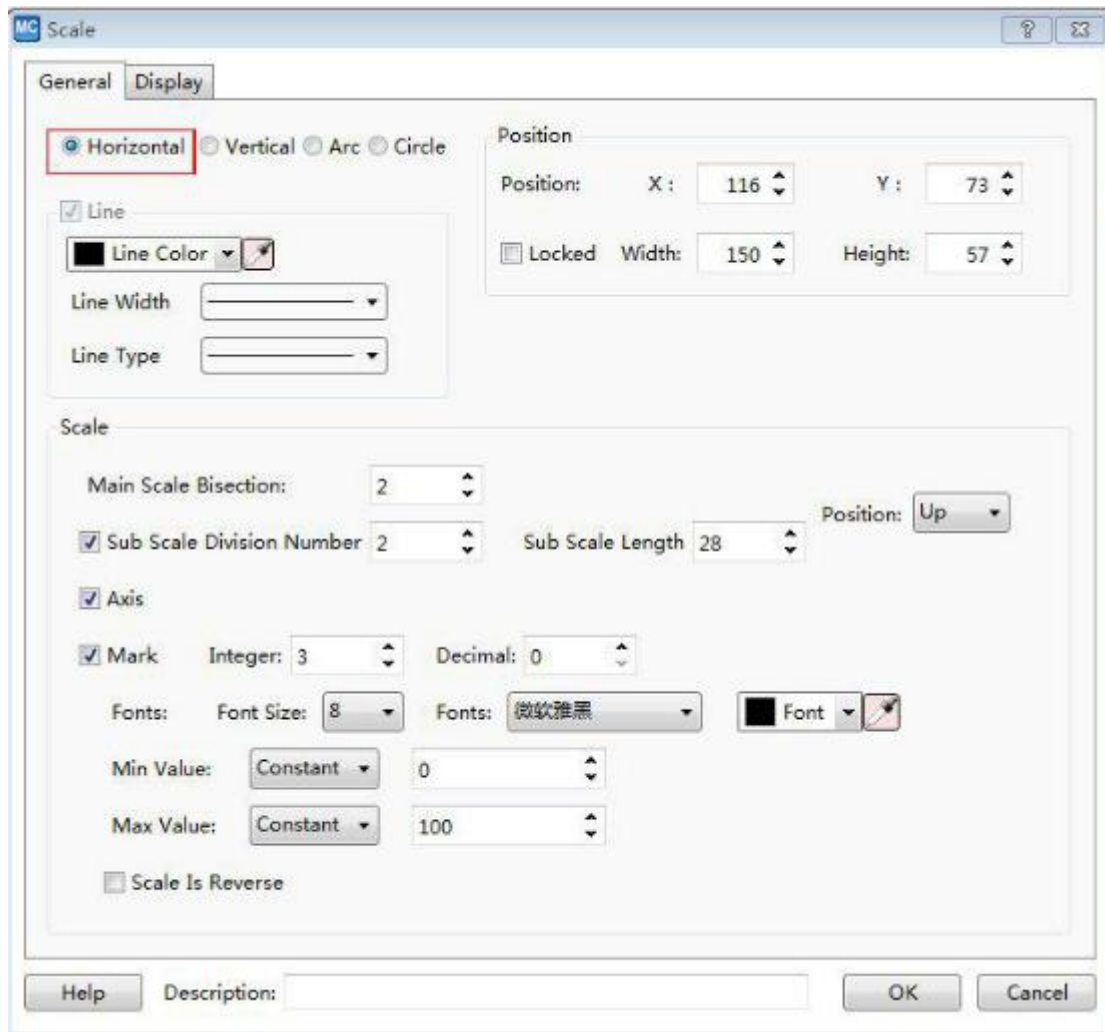 MC Scale
General Display
Horizontal Vertical Arc Circle
Position
Position: X : 116 Y : 73
Locked Width: 150 Height: 57
Line
Line Color
Line Width
Line Type
Scale
Main Scale Bisection: 2
Position: Up
Sub Scale Division Number 2 Sub Scale Length 28
Axis
Mark Integer: 3 Decimal: 0
Fonts: Font Size: 8 Fonts: 微软雅黑 Font
Min Value: Constant 0
Max Value: Constant 100
Scale Is Reverse
Help Description: OK Cancel